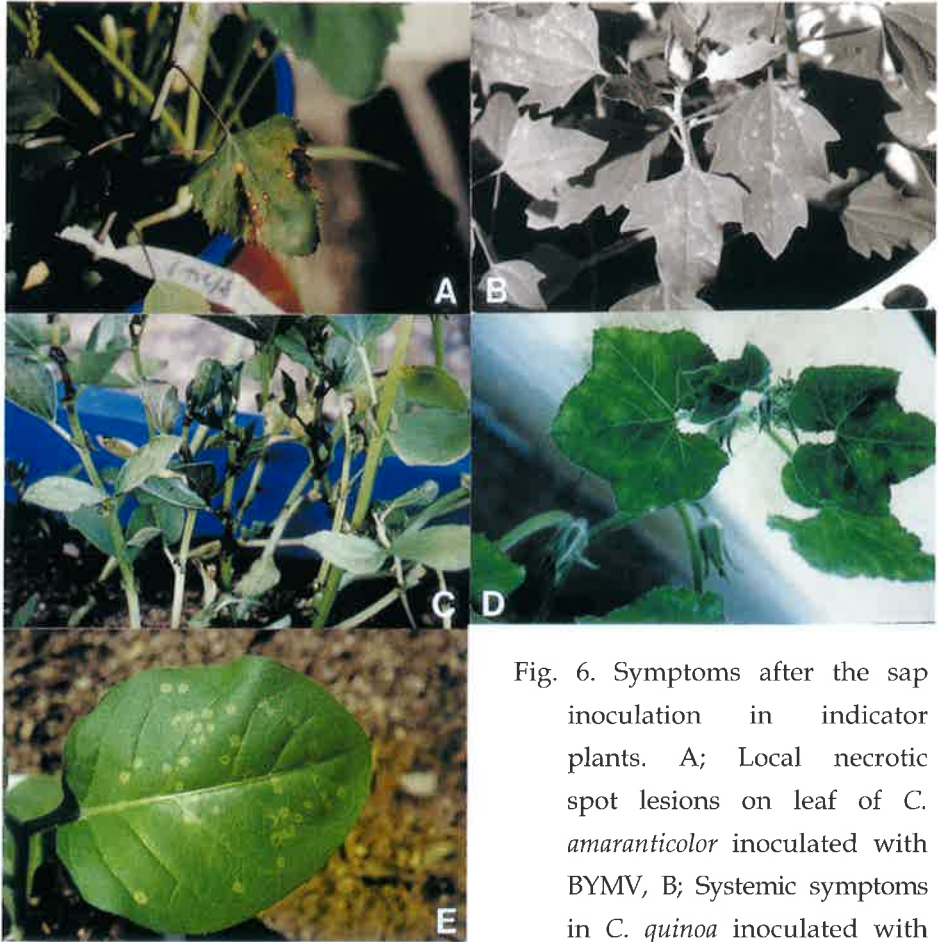 A
B
C
D
E
Fig. 6. Symptoms after the sap
inoculation in indicator
plants. A; Local necrotic
spot lesions on leaf of C.
amaranticolor inoculated with
BYMV, B; Systemic symptoms
in C. quinoa inoculated with